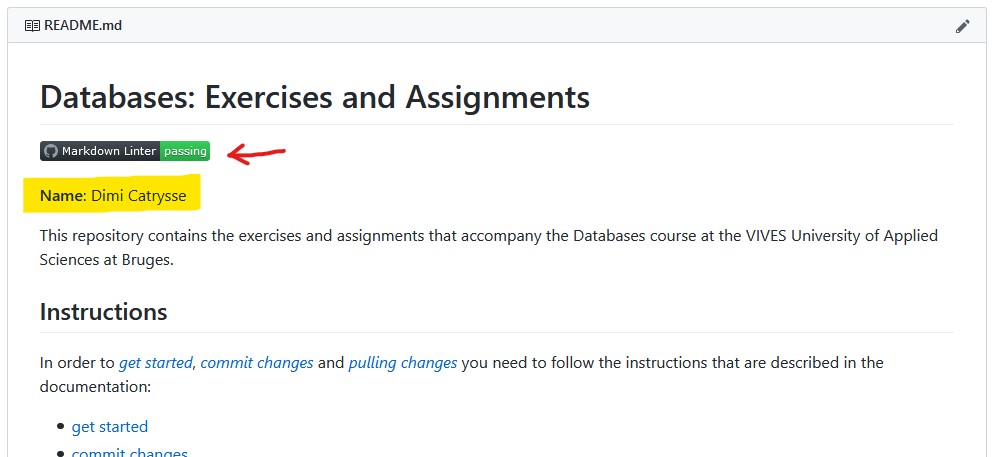 README.md
Databases: Exercises and Assignments
Markdown Linter passing
Name: Dimi Catrysse
This repository contains the exercises and assignments that accompany the Databases course at the VIVES University of Applied
Sciences at Bruges.
Instructions
In order to get started, commit changes and pulling changes you need to follow the instructions that are described in the
documentation:
• get started
• commit changes